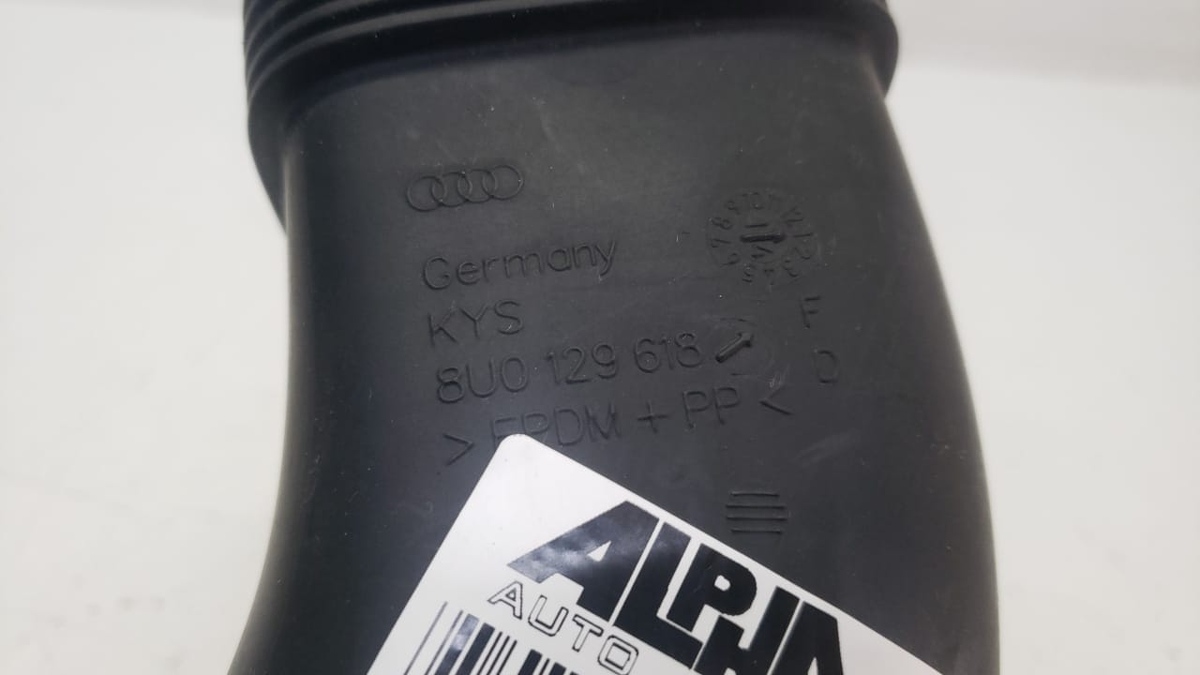 Germany
KYS
8U0 129 618
F
D
> EPDM + PP <
ALPHA
AUTO